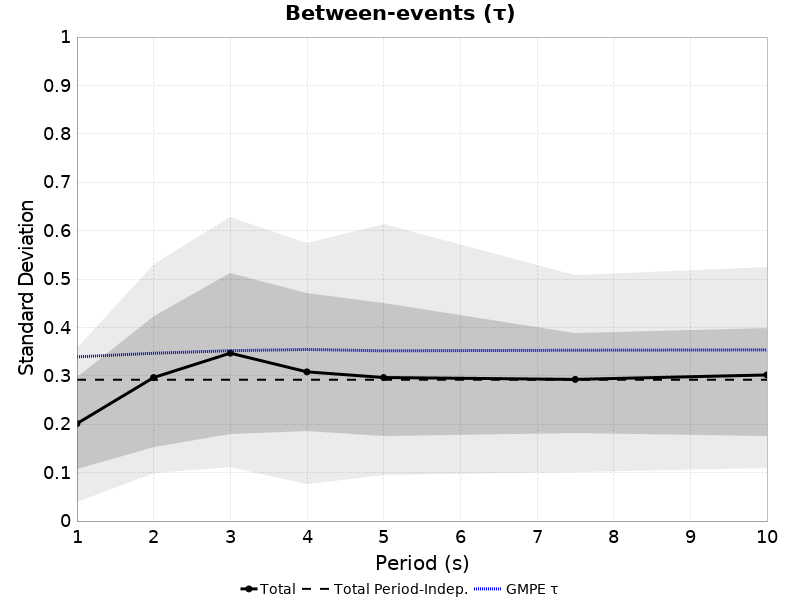 Between-events (τ)
1
0.9
0.8
0.7
0.6
0.5
0.4
0.3
0.2
0.1
0
Standard Deviation
1 2 3 4 5 6 7 8 9 10
Period (s)
Total Total Period-Indep. GMPE τ